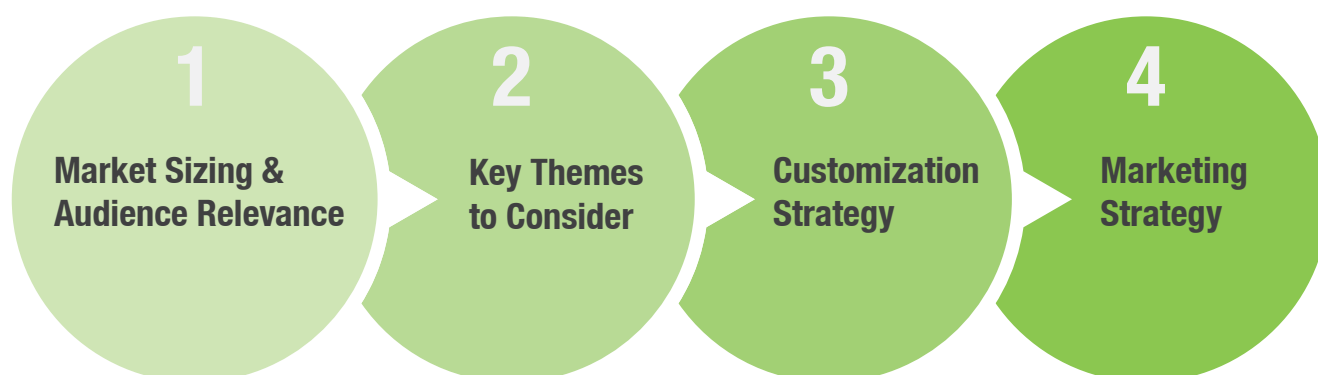 1
Market Sizing &
Audience Relevance
2
Key Themes
to Consider
3
Customization
Strategy
4
Marketing
Strategy